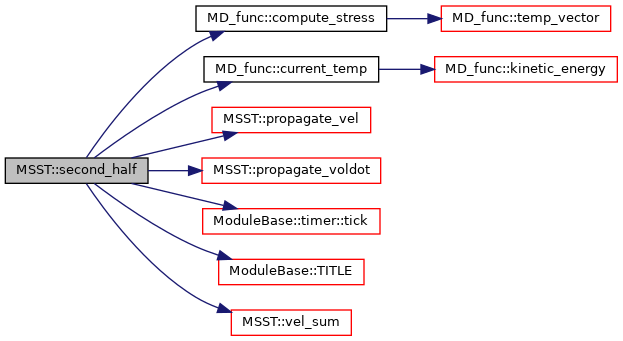 MD_func::compute_stress
MD_func::temp_vector
MD_func::current_temp
MD_func::kinetic_energy
MSST::propagate_vel
MSST::second_half
MSST::propagate_voldot
ModuleBase::timer::tick
ModuleBase::TITLE
MSST::vel_sum